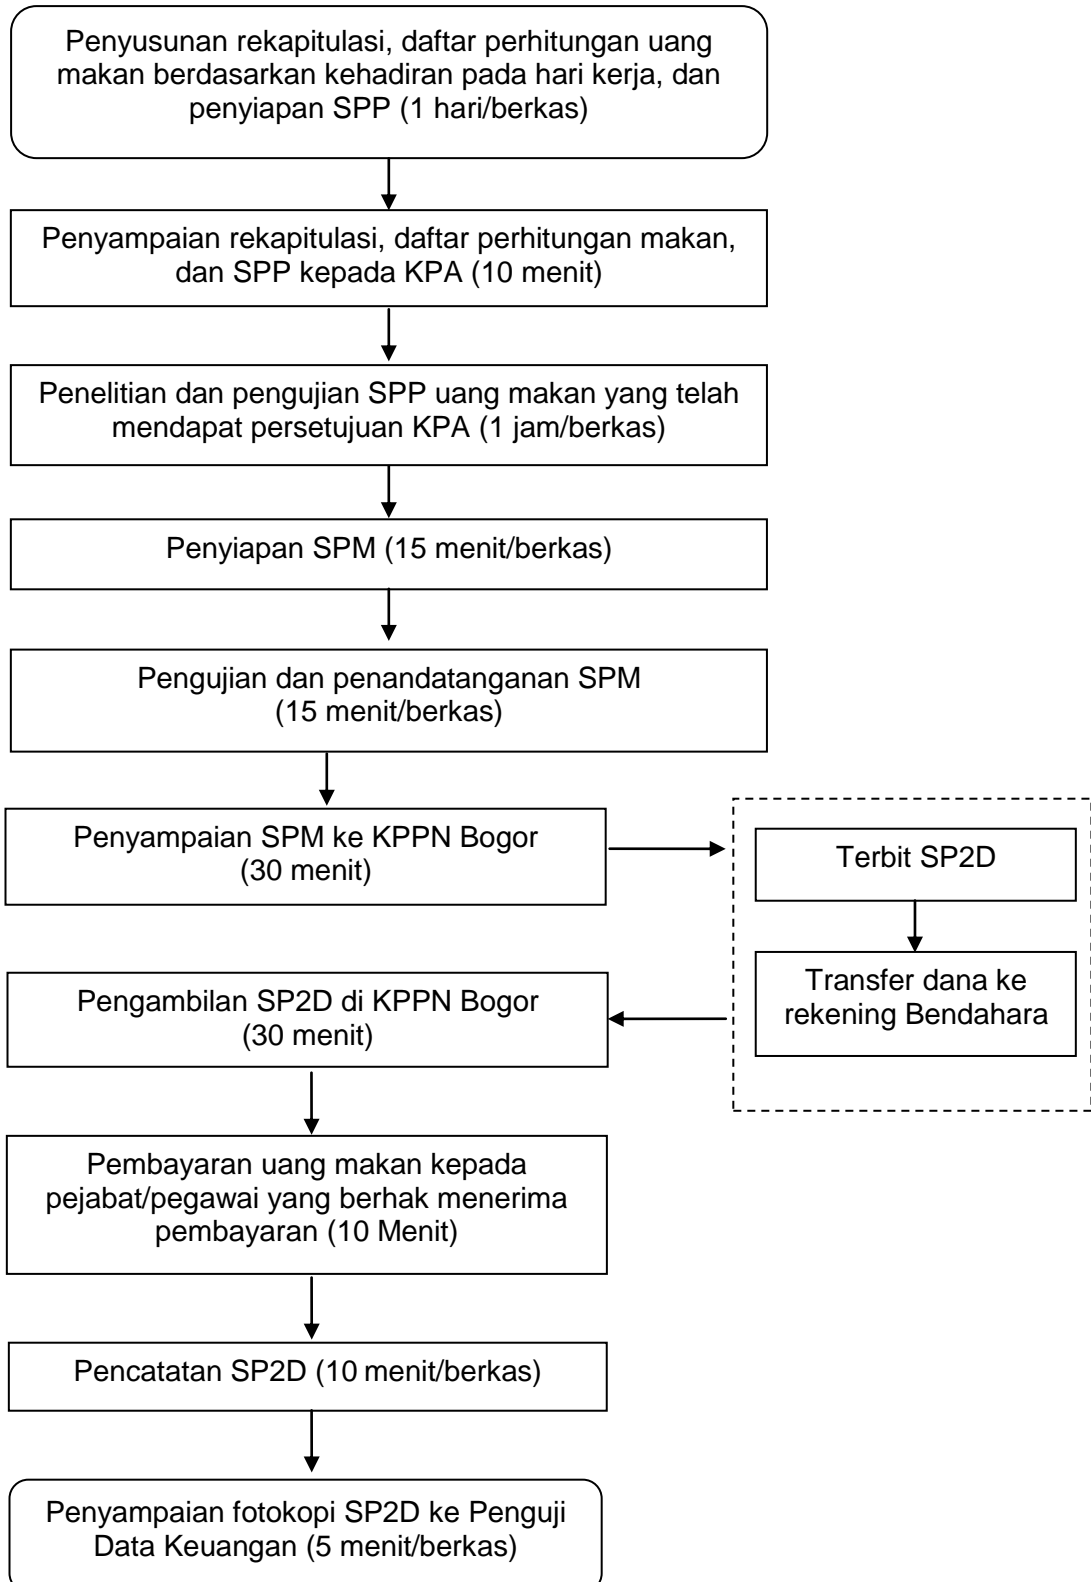 Penyusunan rekapitulasi, daftar perhitungan uang
makan berdasarkan kehadiran pada hari kerja, dan
penyiapan SPP (1 hari/berkas)
Penyampaian rekapitulasi, daftar perhitungan makan,
dan SPP kepada KPA (10 menit)
Penelitian dan pengujian SPP uang makan yang telah
mendapat persetujuan KPA (1 jam/berkas)
Penyiapan SPM (15 menit/berkas)
Pengujian dan penandatanganan SPM
(15 menit/berkas)
Penyampaian SPM ke KPPN Bogor
(30 menit)
Terbit SP2D
Transfer dana ke
rekening Bendahara
Pengambilan SP2D di KPPN Bogor
(30 menit)
Pembayaran uang makan kepada
pejabat/pegawai yang berhak menerima
pembayaran (10 Menit)
Pencatatan SP2D (10 menit/berkas)
Penyampaian fotokopi SP2D ke Penguji
Data Keuangan (5 menit/berkas)